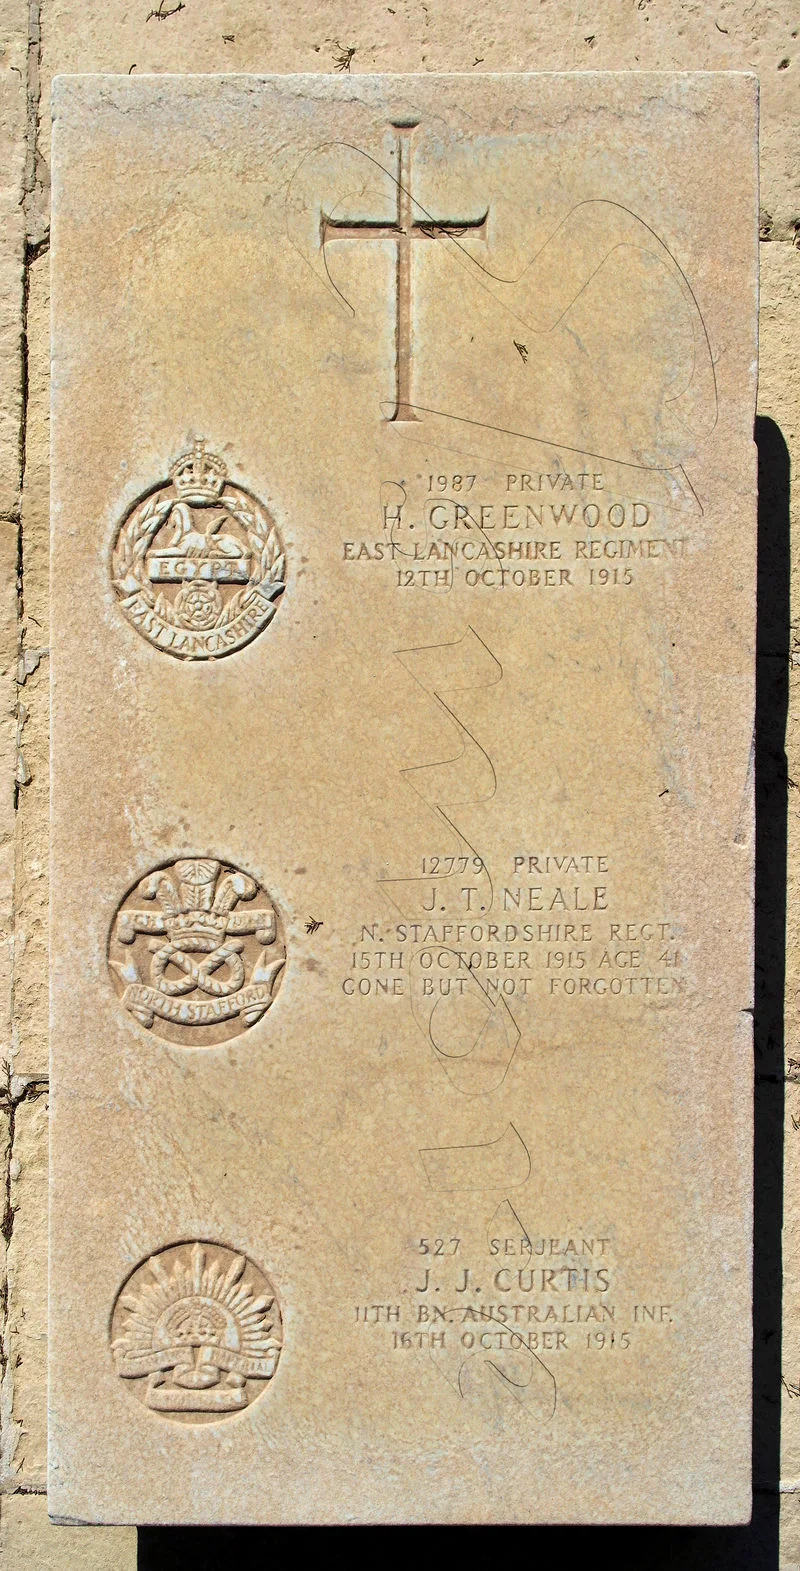 EGYPT
EAST LANCASHIRE
1987 PRIVATE
H. GREENWOOD
EAST LANCASHIRE REGIMENT
12TH OCTOBER 1915
ICH DIEN
NORTH STAFFORD
12779 PRIVATE
J. T. NEALE
N. STAFFORDSHIRE REGT.
15TH OCTOBER 1915 AGE 41
GONE BUT NOT FORGOTTEN
527 SERJEANT
J. J. CURTIS
11TH BN. AUSTRALIAN INF.
16TH OCTOBER 1915